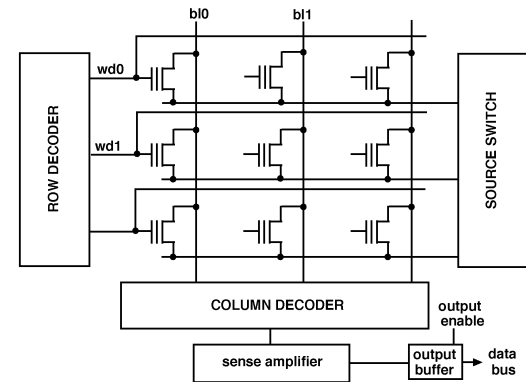 bl0
bl1
wd0
wd1
ROW DECODER
SOURCE SWITCH
COLUMN DECODER
output
enable
sense amplifier
output
buffer
data
bus